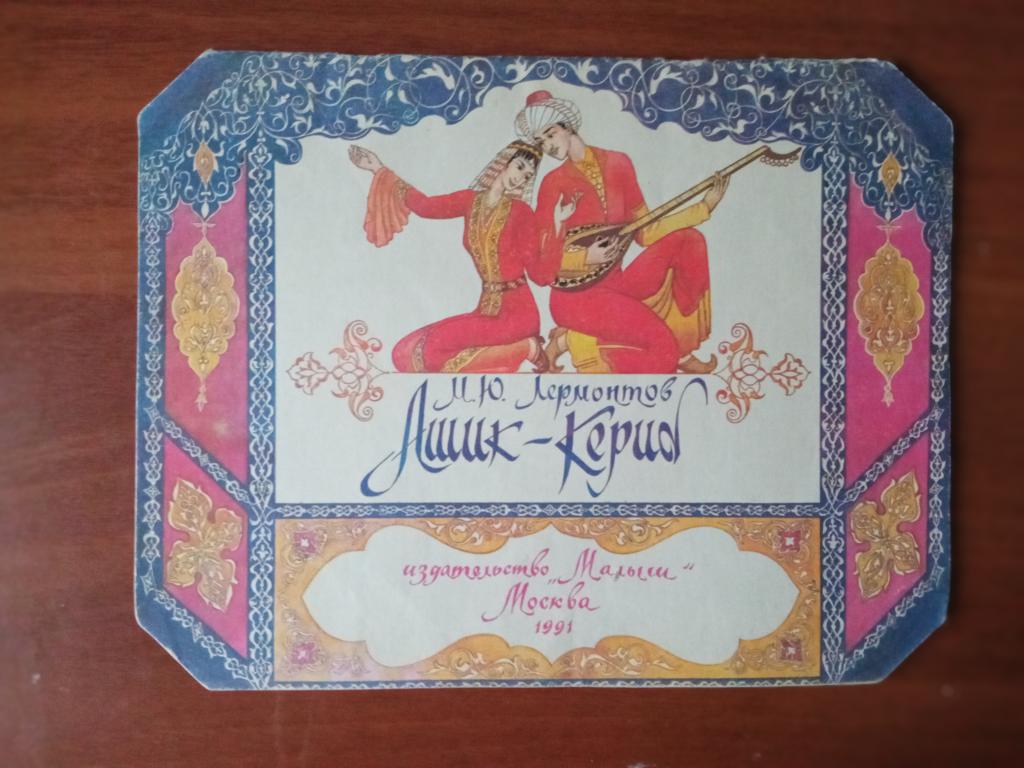 М.Ю. Лермонтов
Ашик-Кериб
издательство „Малыш"
Москва
1991